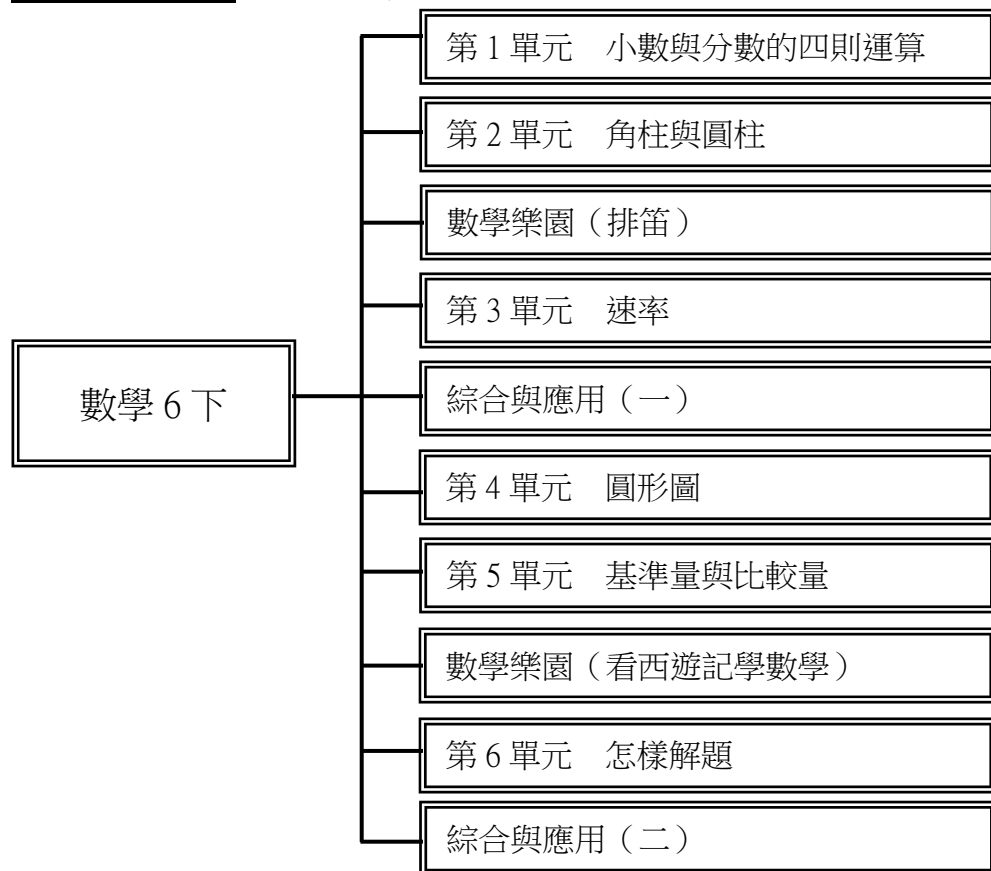 第 1 單元　小數與分數的四則運算
第 2 單元　角柱與圓柱
數學樂園（排笛）
第 3 單元　速率
數學 6 下
綜合與應用（一）
第 4 單元　圓形圖
第 5 單元　基準量與比較量
數學樂園（看西遊記學數學）
第 6 單元　怎樣解題
綜合與應用（二）